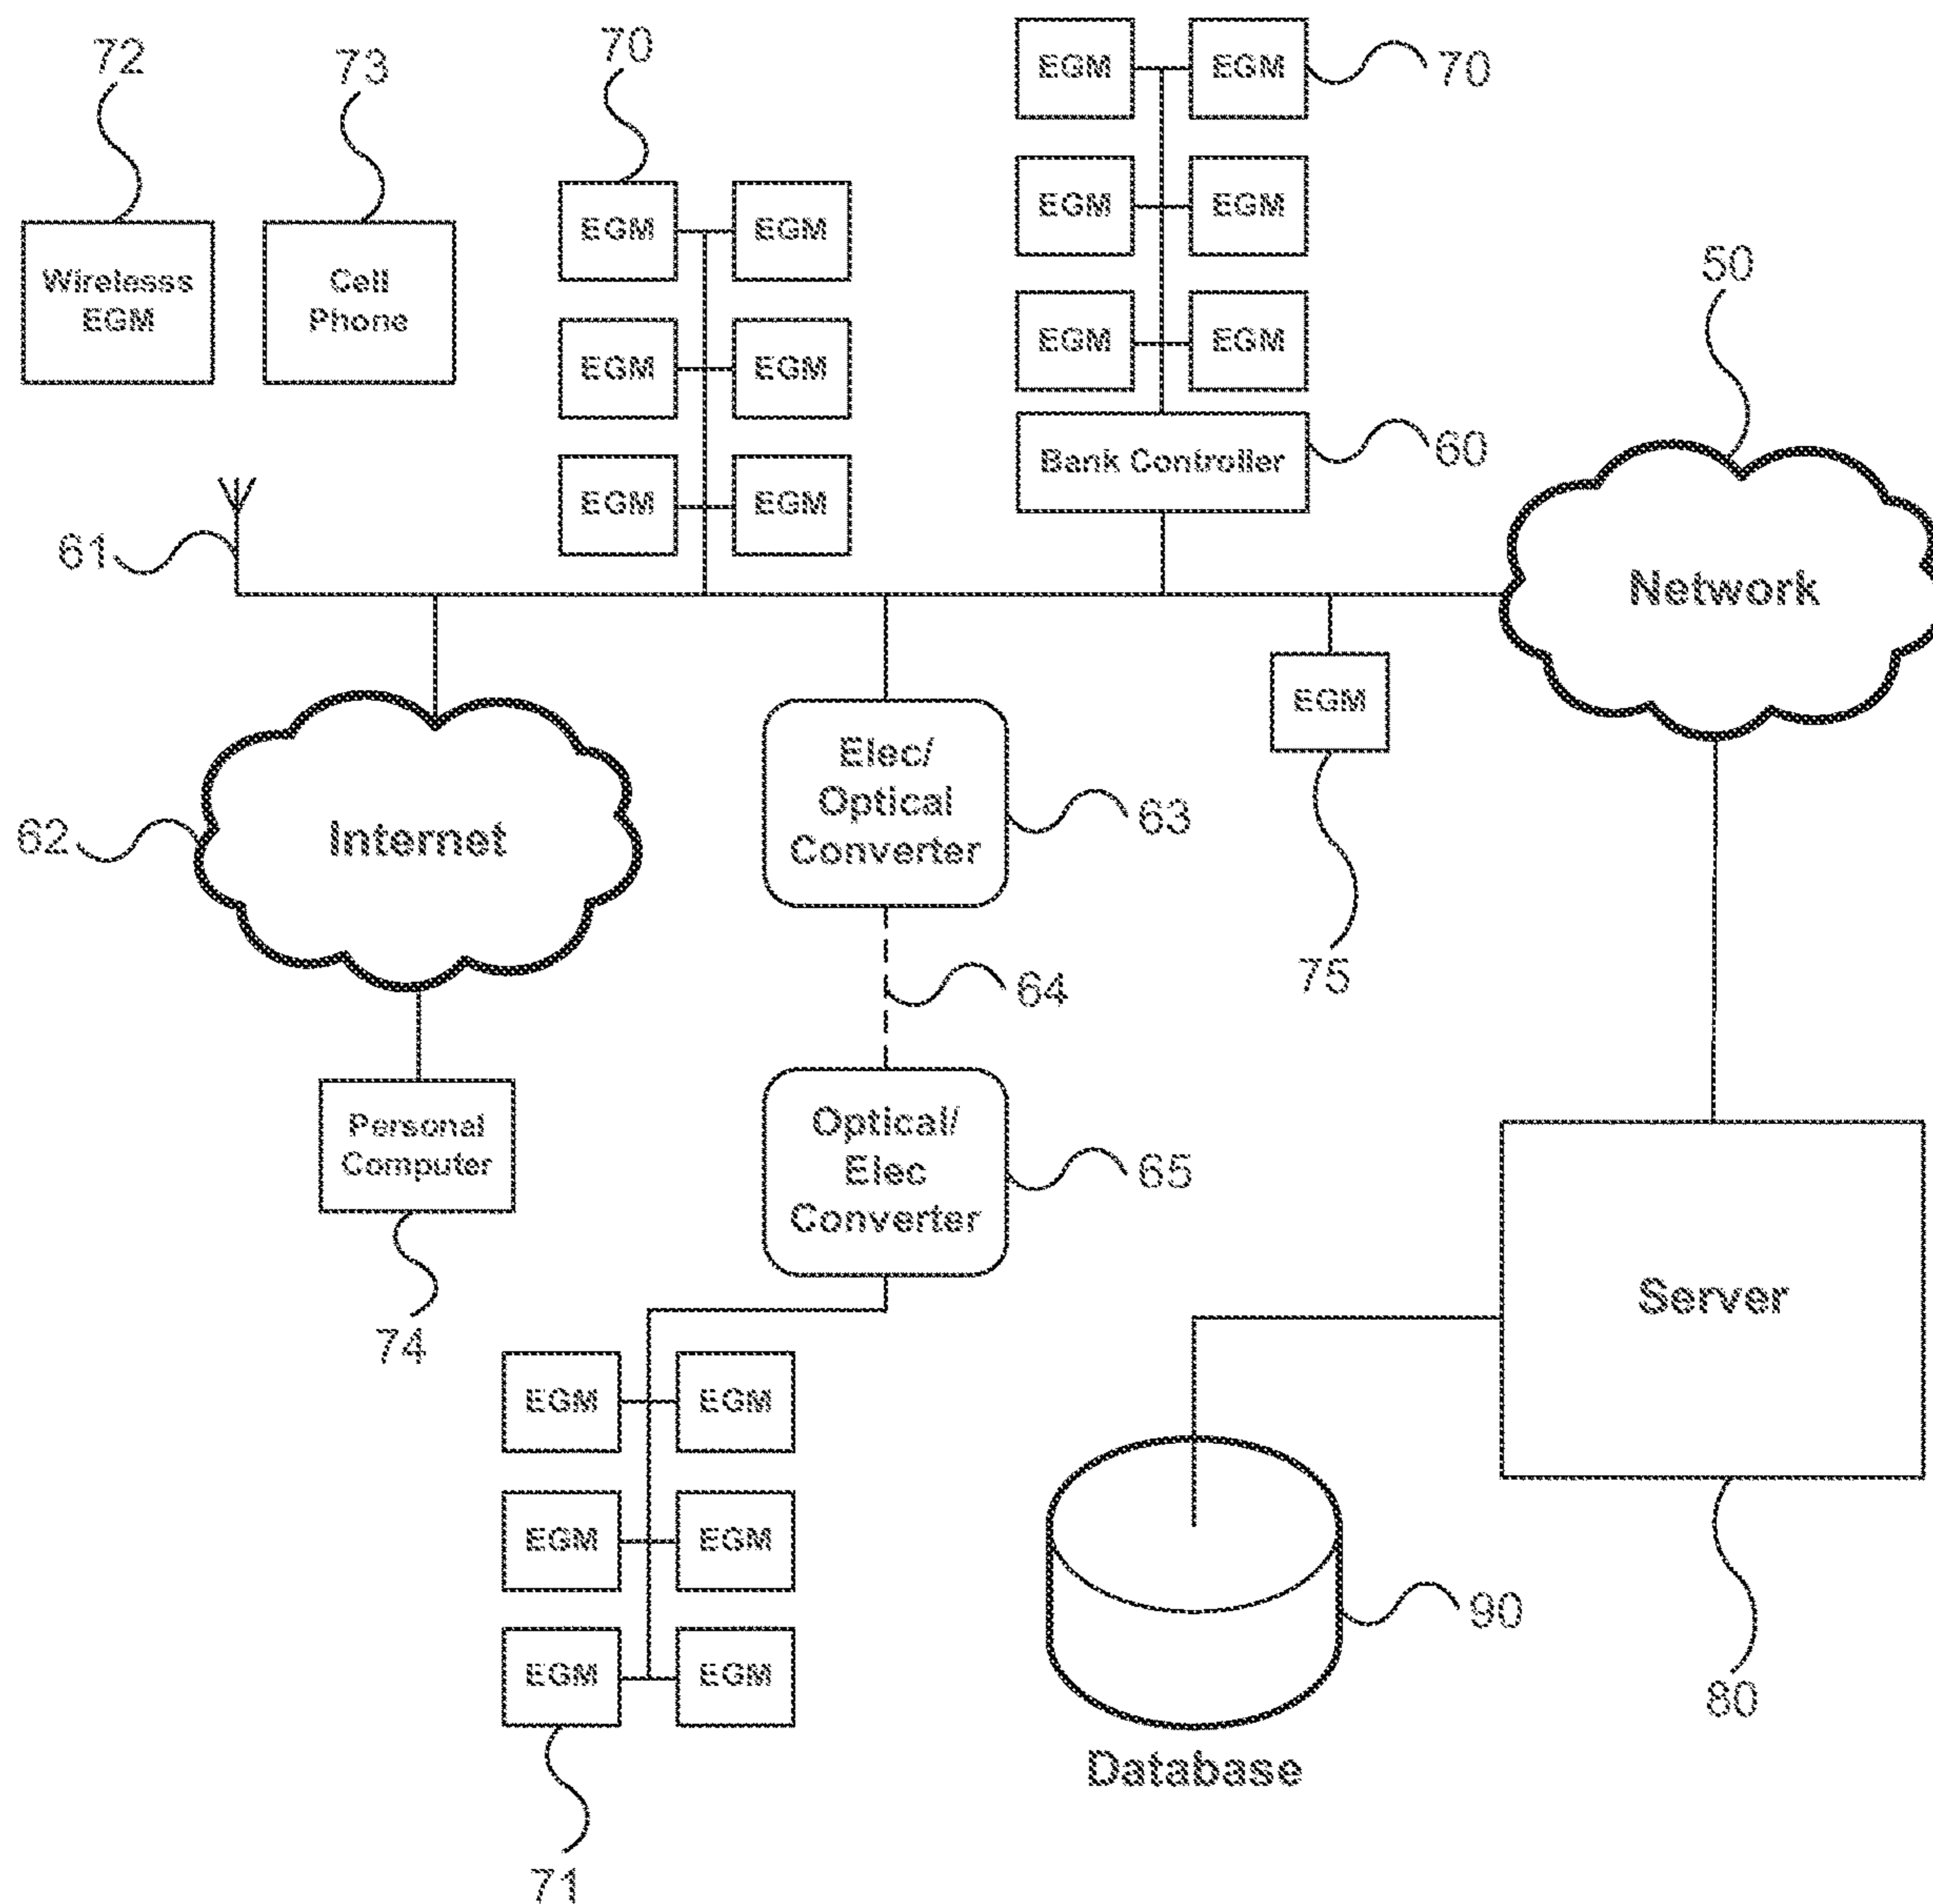 72
73
70
EGM
EGM
70
Wirelesss
EGM
Cell
Phone
EGM
EGM
EGM
EGM
EGM
EGM
EGM
EGM
EGM
EGM
50
Bank Controller
60
61
Network
EGM
62
Internet
Elec/
Optical
Converter
63
75
64
Personal
Computer
Optical/
Elec
Converter
65
74
Server
EGM
EGM
EGM
EGM
EGM
EGM
90
80
Database
71